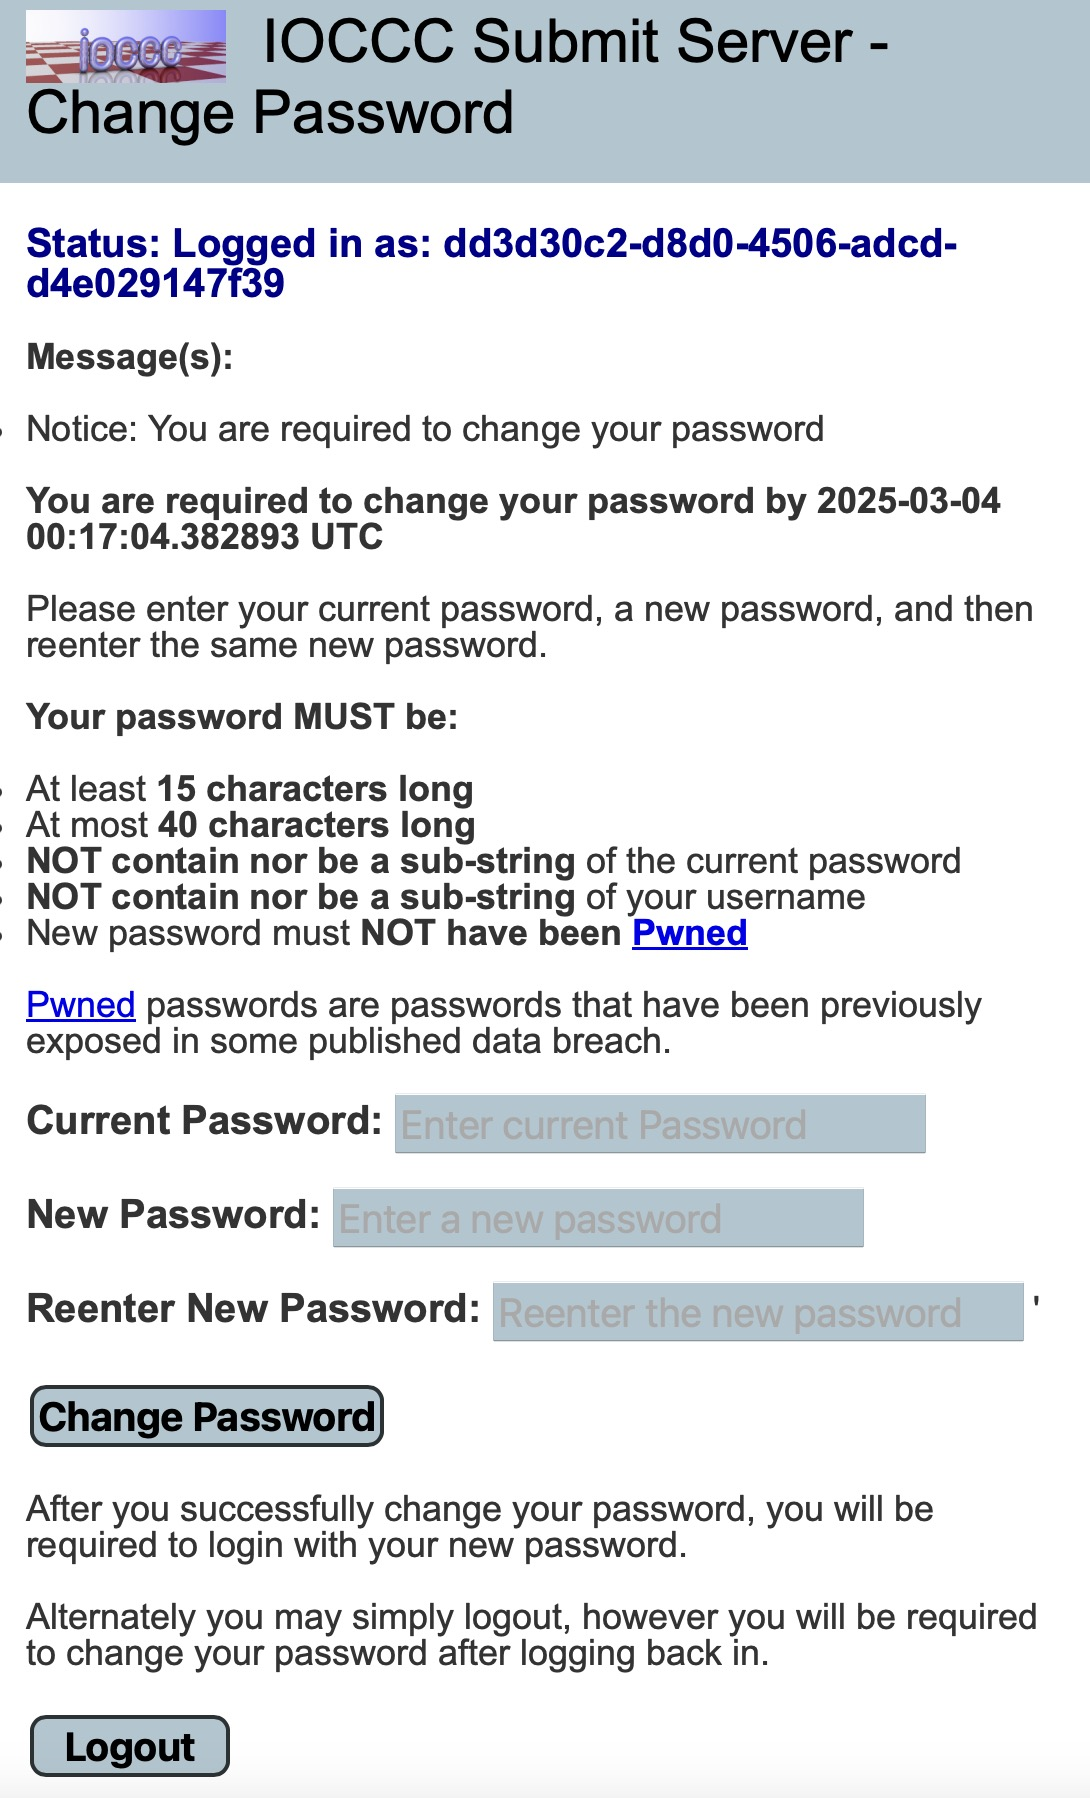 ioccc
IOCCC Submit Server -
Change Password
Status: Logged in as: dd3d30c2-d8d0-4506-adcd-
d4e029147f39
Message(s):
Notice: You are required to change your password
You are required to change your password by 2025-03-04
00:17:04.382893 UTC
Please enter your current password, a new password, and then
reenter the same new password.
Your password MUST be:
At least 15 characters long
At most 40 characters long
NOT contain nor be a sub-string of the current password
NOT contain nor be a sub-string of your username
New password must NOT have been Pwned
Pwned passwords are passwords that have been previously
exposed in some published data breach.
Current Password: Enter current Password
New Password: Enter a new password
Reenter New Password: Reenter the new password '
Change Password
After you successfully change your password, you will be
required to login with your new password.
Alternately you may simply logout, however you will be required
to change your password after logging back in.
Logout